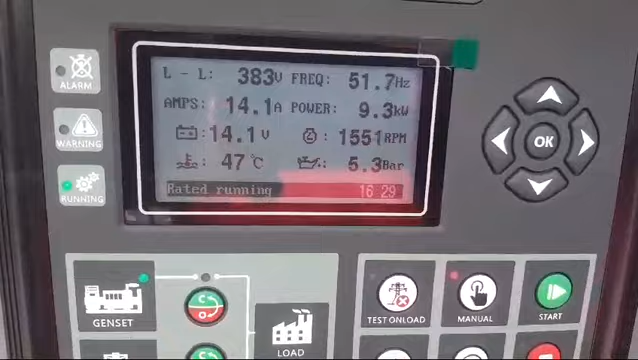 L - L: 383V FREQ: 51.7Hz
AMPS: 14.1A POWER: 9.3kW
: 14.1V : 1551RPM
: 47℃ : 5.3Bar
Rated running 16 29
ALARM
WARNING
RUNNING
OK
GENSET
LOAD
TEST ONLOAD
MANUAL
START